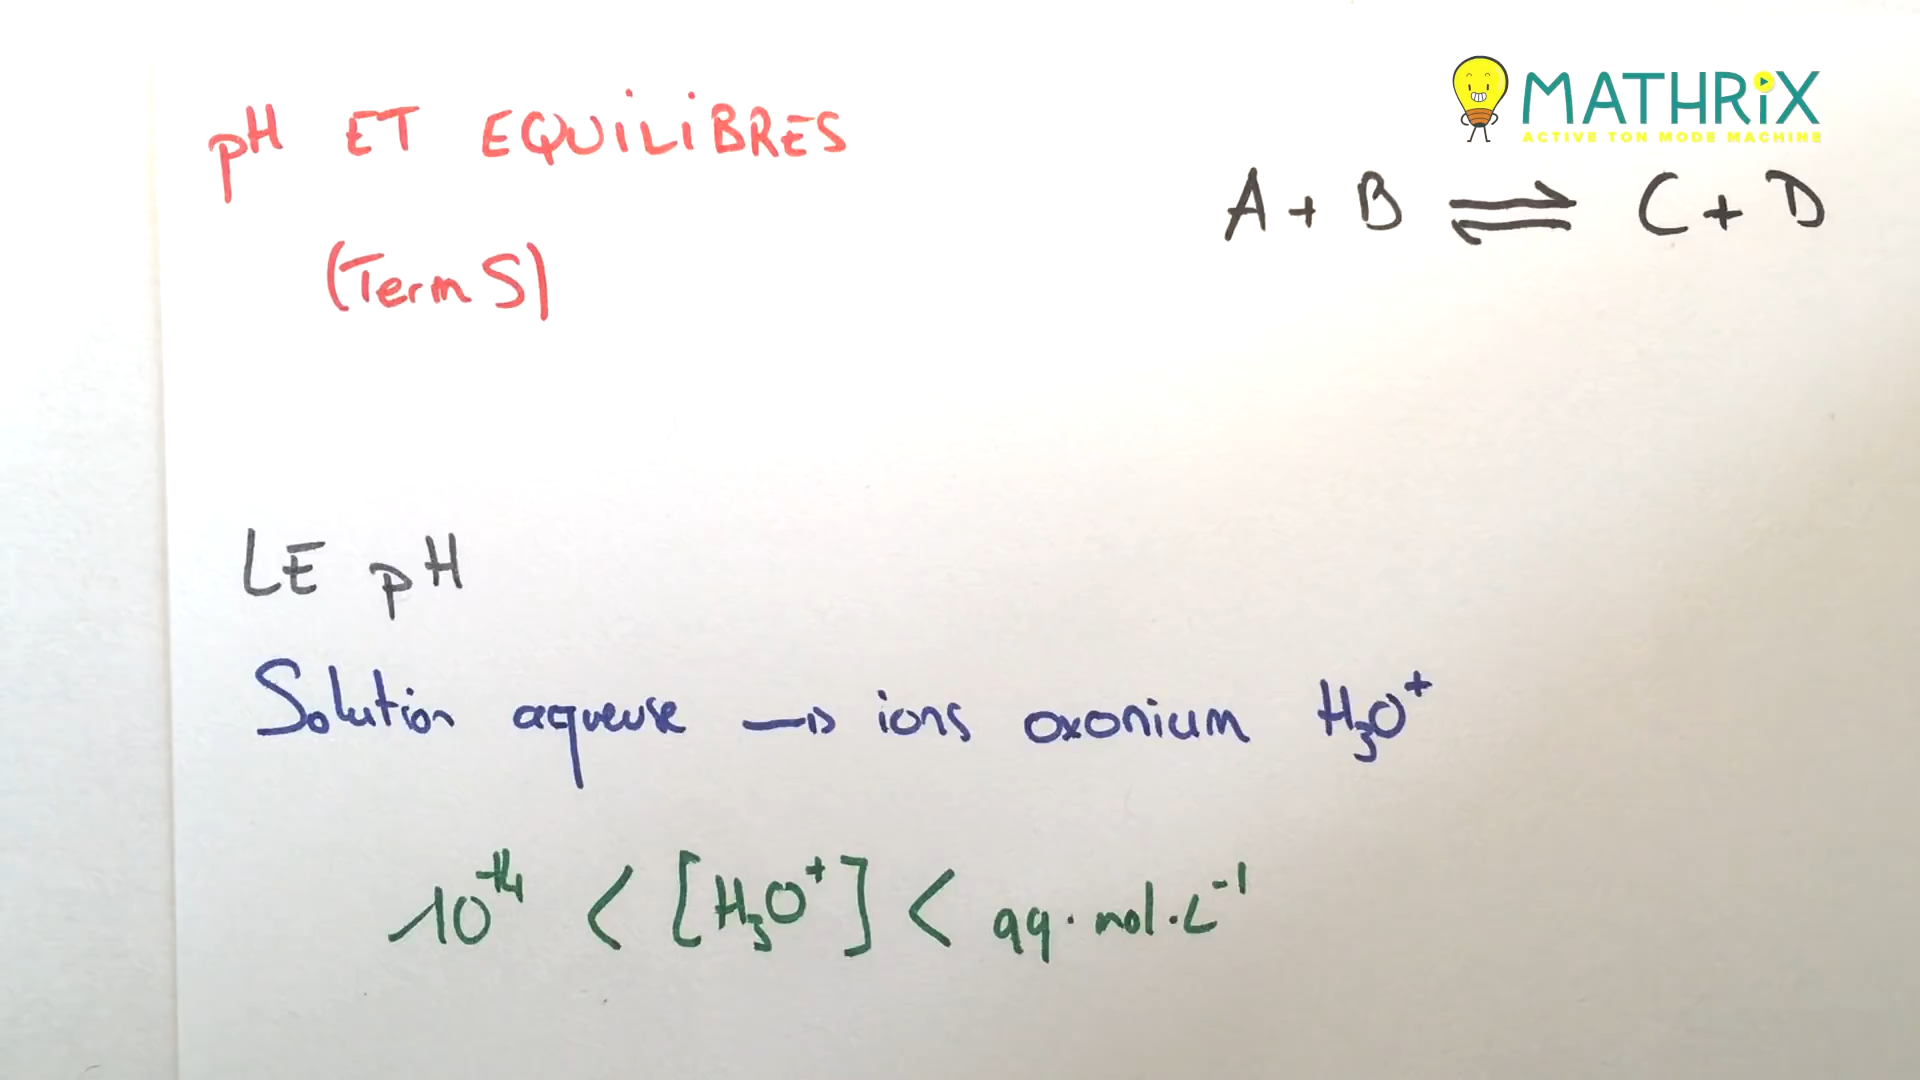 MATHRiX
ACTIVE TON MODE MACHINE
pH ET EQUILIBRES
(Term S)
A + B ⇌ C + D
LE pH
Solution aqueuse → ions oxonium H₃O⁺
10⁻¹⁴ < [H₃O⁺] < qq. mol.L⁻¹